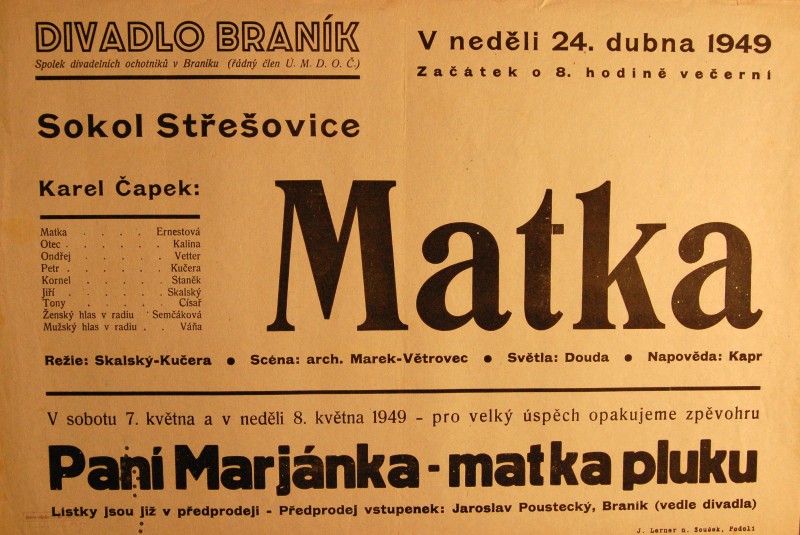 DIVADLO BRANÍK
Spolek divadelních ochotníků v Braníku (řádný člen Ú. M. D. O. Č.)
V neděli 24. dubna 1949
Začátek o 8. hodině večerní
Sokol Střešovice
Karel Čapek:
Matka
Matka . . . . Ernestová
Otec . . . . . Kalina
Ondřej . . . . Vetter
Petr . . . . . Kučera
Kornel . . . . Staněk
Jiří . . . . . Skalský
Tony . . . . . Císař
Ženský hlas v radiu . Semčáková
Mužský hlas v radiu . . Váňa
Režie: Skalský-Kučera ● Scéna: arch. Marek-Větrovec ● Světla: Douda ● Napověda: Kapr
V sobotu 7. května a v neděli 8. května 1949 - pro velký úspěch opakujeme zpěvohru
Paní Marjánka - matka pluku
Lístky jsou již v předprodeji - Předprodej vstupenek: Jaroslav Poustecký, Braník (vedle divadla)
J. Lerner n. Soušek, Podolí